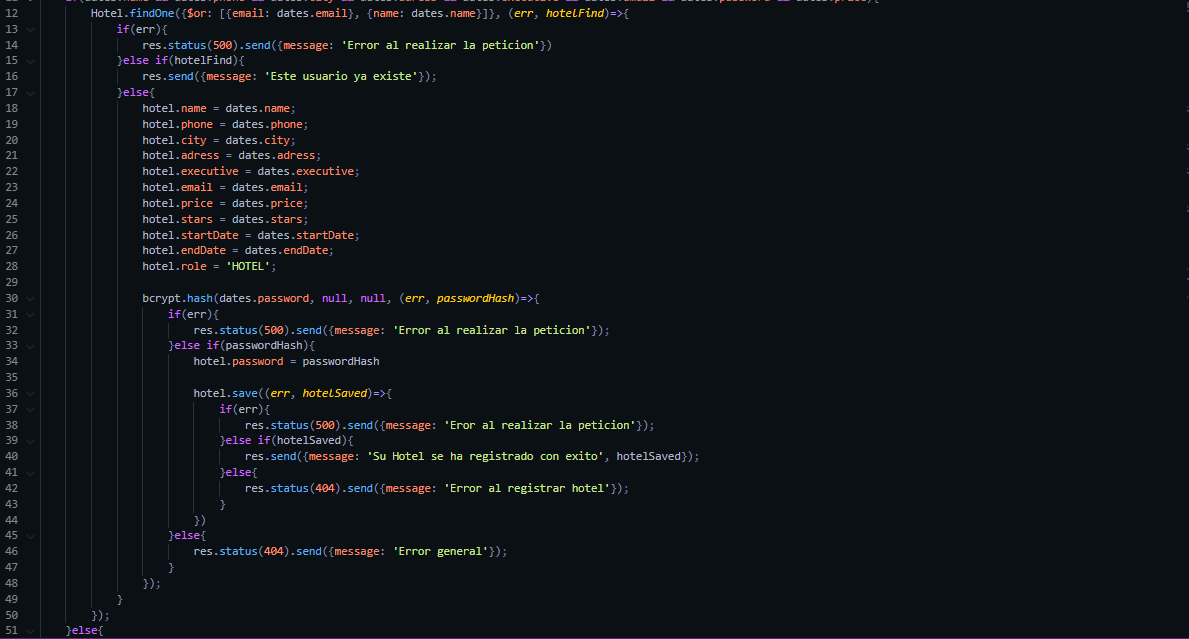 12 Hotel.findOne({$or: [{email: dates.email}, {name: dates.name}]}, (err, hotelFind)=>{
13 if(err){
14 res.status(500).send({message: 'Error al realizar la peticion'})
15 }else if(hotelFind){
16 res.send({message: 'Este usuario ya existe'});
17 }else{
18 hotel.name = dates.name;
19 hotel.phone = dates.phone;
20 hotel.city = dates.city;
21 hotel.adress = dates.adress;
22 hotel.executive = dates.executive;
23 hotel.email = dates.email;
24 hotel.price = dates.price;
25 hotel.stars = dates.stars;
26 hotel.startDate = dates.startDate;
27 hotel.endDate = dates.endDate;
28 hotel.role = 'HOTEL';
29
30 bcrypt.hash(dates.password, null, null, (err, passwordHash)=>{
31 if(err){
32 res.status(500).send({message: 'Error al realizar la peticion'});
33 }else if(passwordHash){
34 hotel.password = passwordHash
35
36 hotel.save((err, hotelSaved)=>{
37 if(err){
38 res.status(500).send({message: 'Eror al realizar la peticion'});
39 }else if(hotelSaved){
40 res.send({message: 'Su Hotel se ha registrado con exito', hotelSaved});
41 }else{
42 res.status(404).send({message: 'Error al registrar hotel'});
43 }
44 })
45 }else{
46 res.status(404).send({message: 'Error general'});
47 }
48 });
49 }
50 });
51 }else{